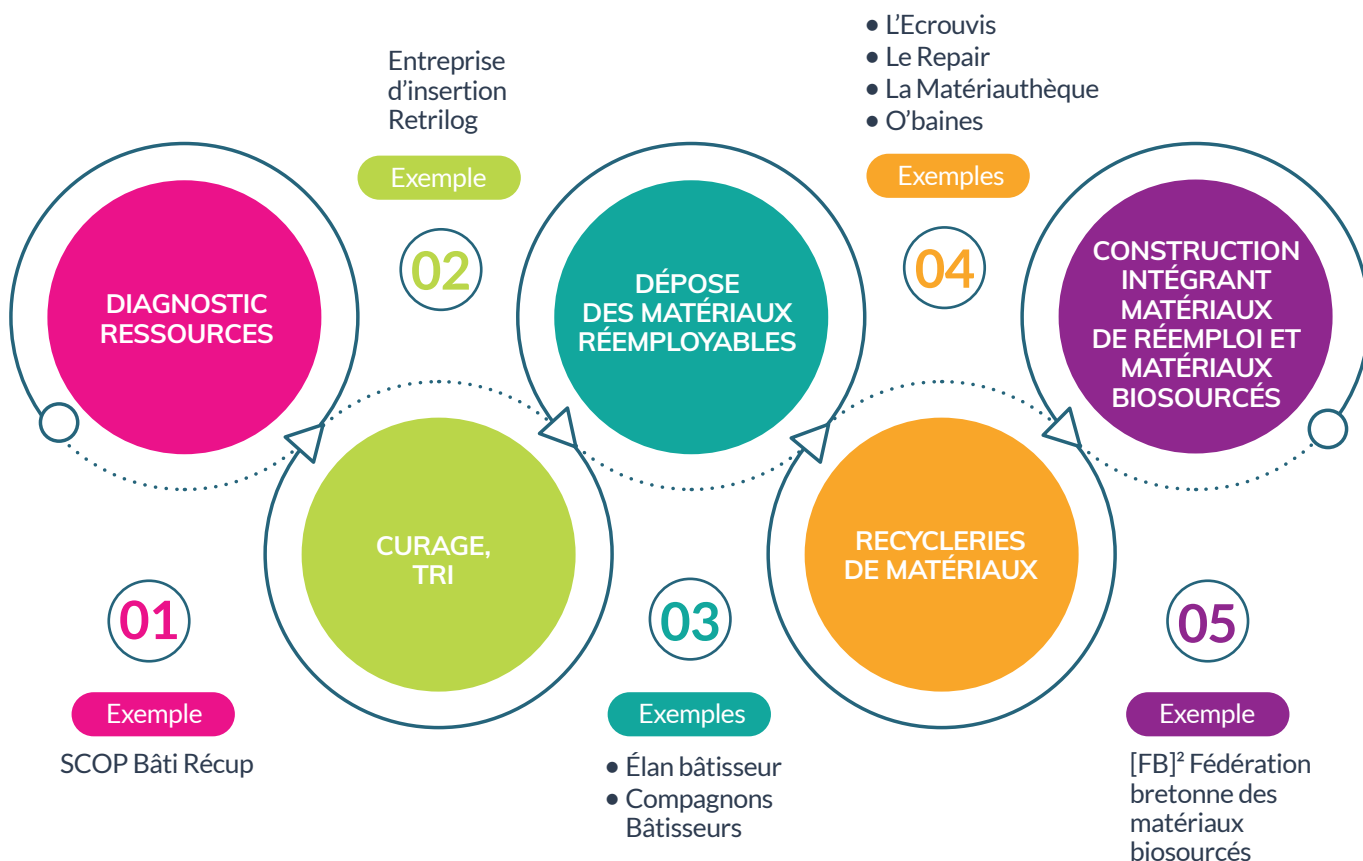 DIAGNOSTIC
RESSOURCES
01
Exemple
SCOP Bâti Récup
Entreprise
d'insertion
Retrilog
Exemple
02
CURAGE,
TRI
DÉPOSE
DES MATÉRIAUX
RÉEMPLOYABLES
03
Exemples
• Élan bâtisseur
• Compagnons
Bâtisseurs
• L'Ecrouvis
• Le Repair
• La Matériauthèque
• O'baines
Exemples
04
RECYCLERIES
DE MATÉRIAUX
CONSTRUCTION
INTÉGRANT
MATÉRIAUX
DE RÉEMPLOI ET
MATÉRIAUX
BIOSOURCÉS
05
Exemple
[FB]² Fédération
bretonne des
matériaux
biosourcés